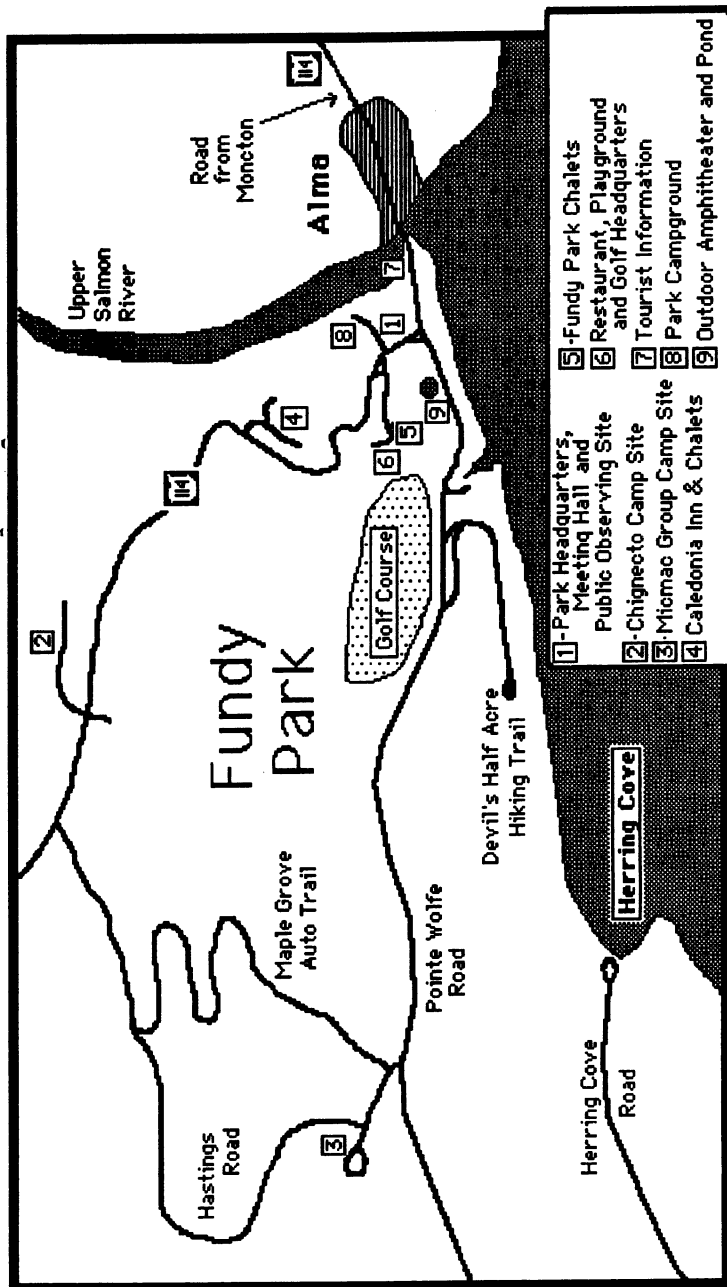 Upper
Salmon
River
Road
from
Moncton
114
Alma
114
2
8
7
1
4
9
5
6
Golf Course
Fundy
Park
Maple Grove
Auto Trail
Hastings
Road
3
Pointe Wolfe
Road
Devil's Half Acre
Hiking Trail
Herring Cove
Herring Cove
Road
1-Park Headquarters,
Meeting Hall and
Public Observing Site
2-Chignecto Camp Site
3-Micmac Group Camp Site
4-Caledonia Inn & Chalets
5-Fundy Park Chalets
6 Restaurant, Playground
and Golf Headquarters
7 Tourist Information
8 Park Campground
9 Outdoor Amphitheater and Pond